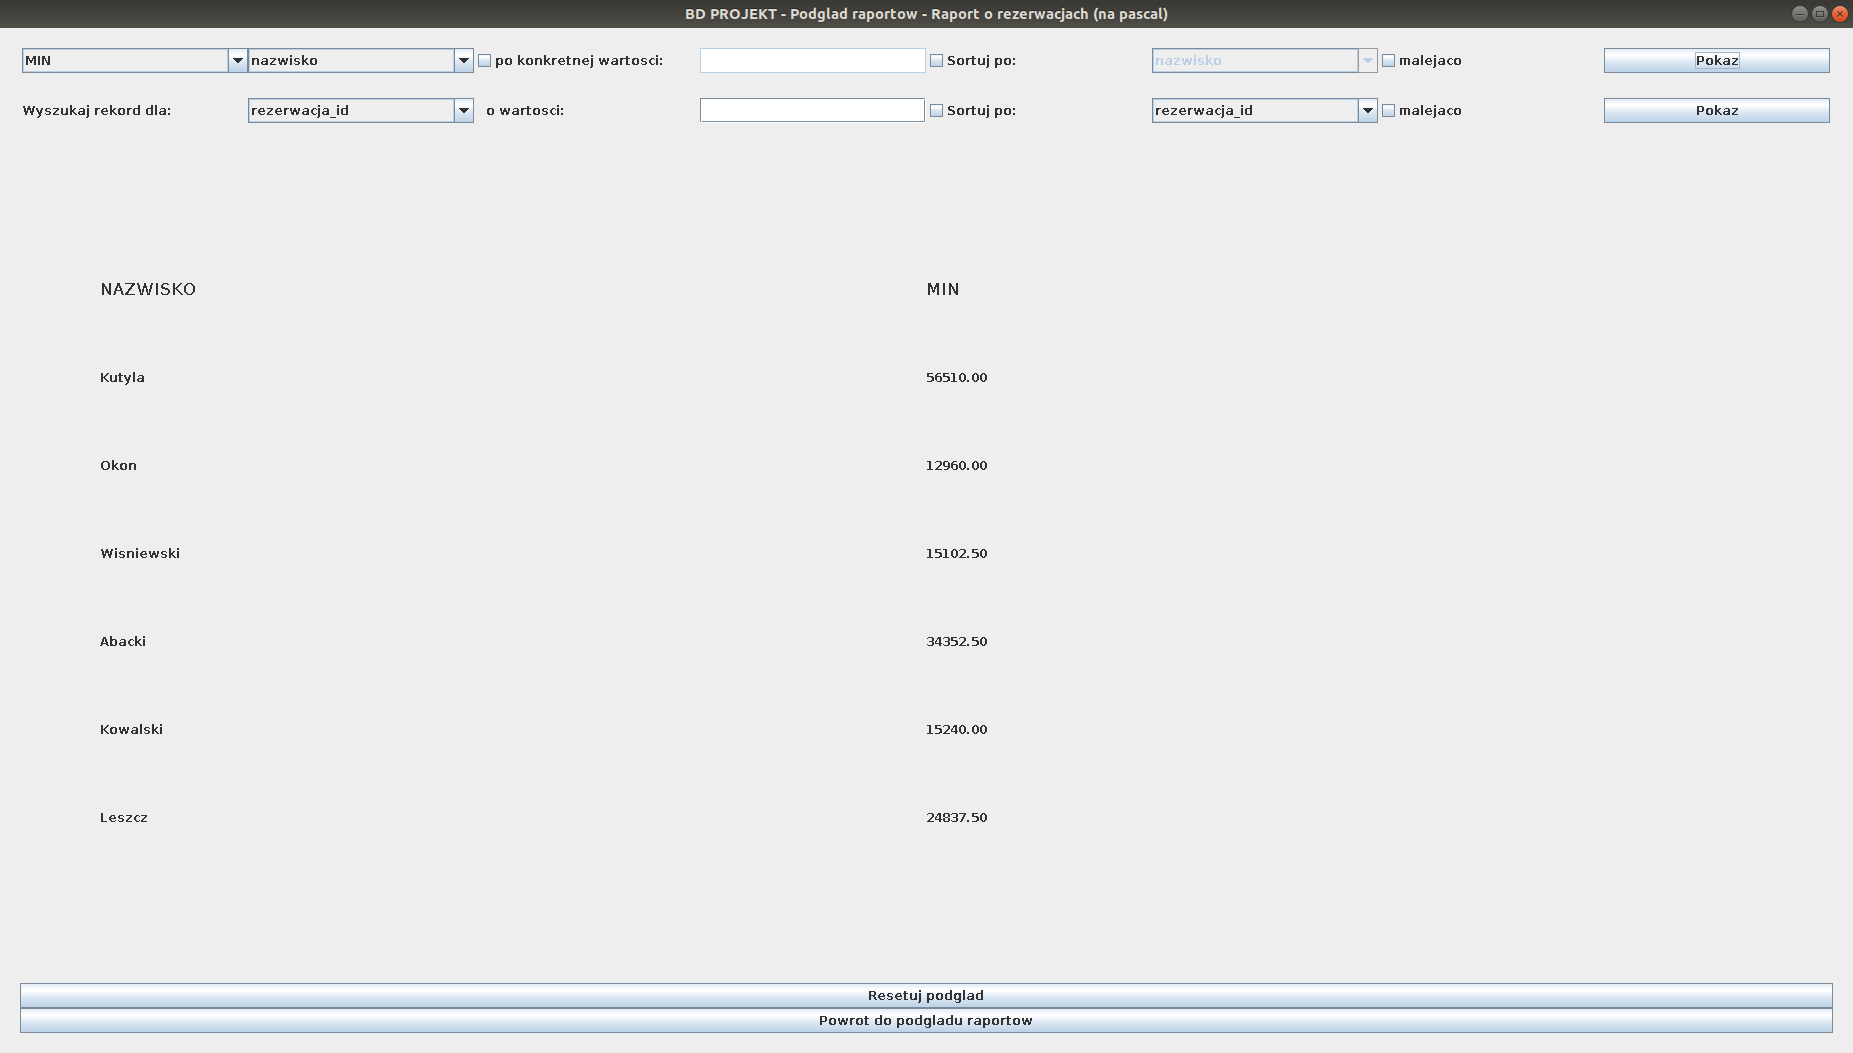 BD PROJEKT - Podglad raportow - Raport o rezerwacjach (na pascal)
MIN nazwisko po konkretnej wartosci: Sortuj po: nazwisko malejaco Pokaz
Wyszukaj rekord dla: rezerwacja_id o wartosci: Sortuj po: rezerwacja_id malejaco Pokaz
NAZWISKO MIN
Kutyla 56510.00
Okon 12960.00
Wisniewski 15102.50
Abacki 34352.50
Kowalski 15240.00
Leszcz 24837.50
Resetuj podglad
Powrot do podgladu raportow